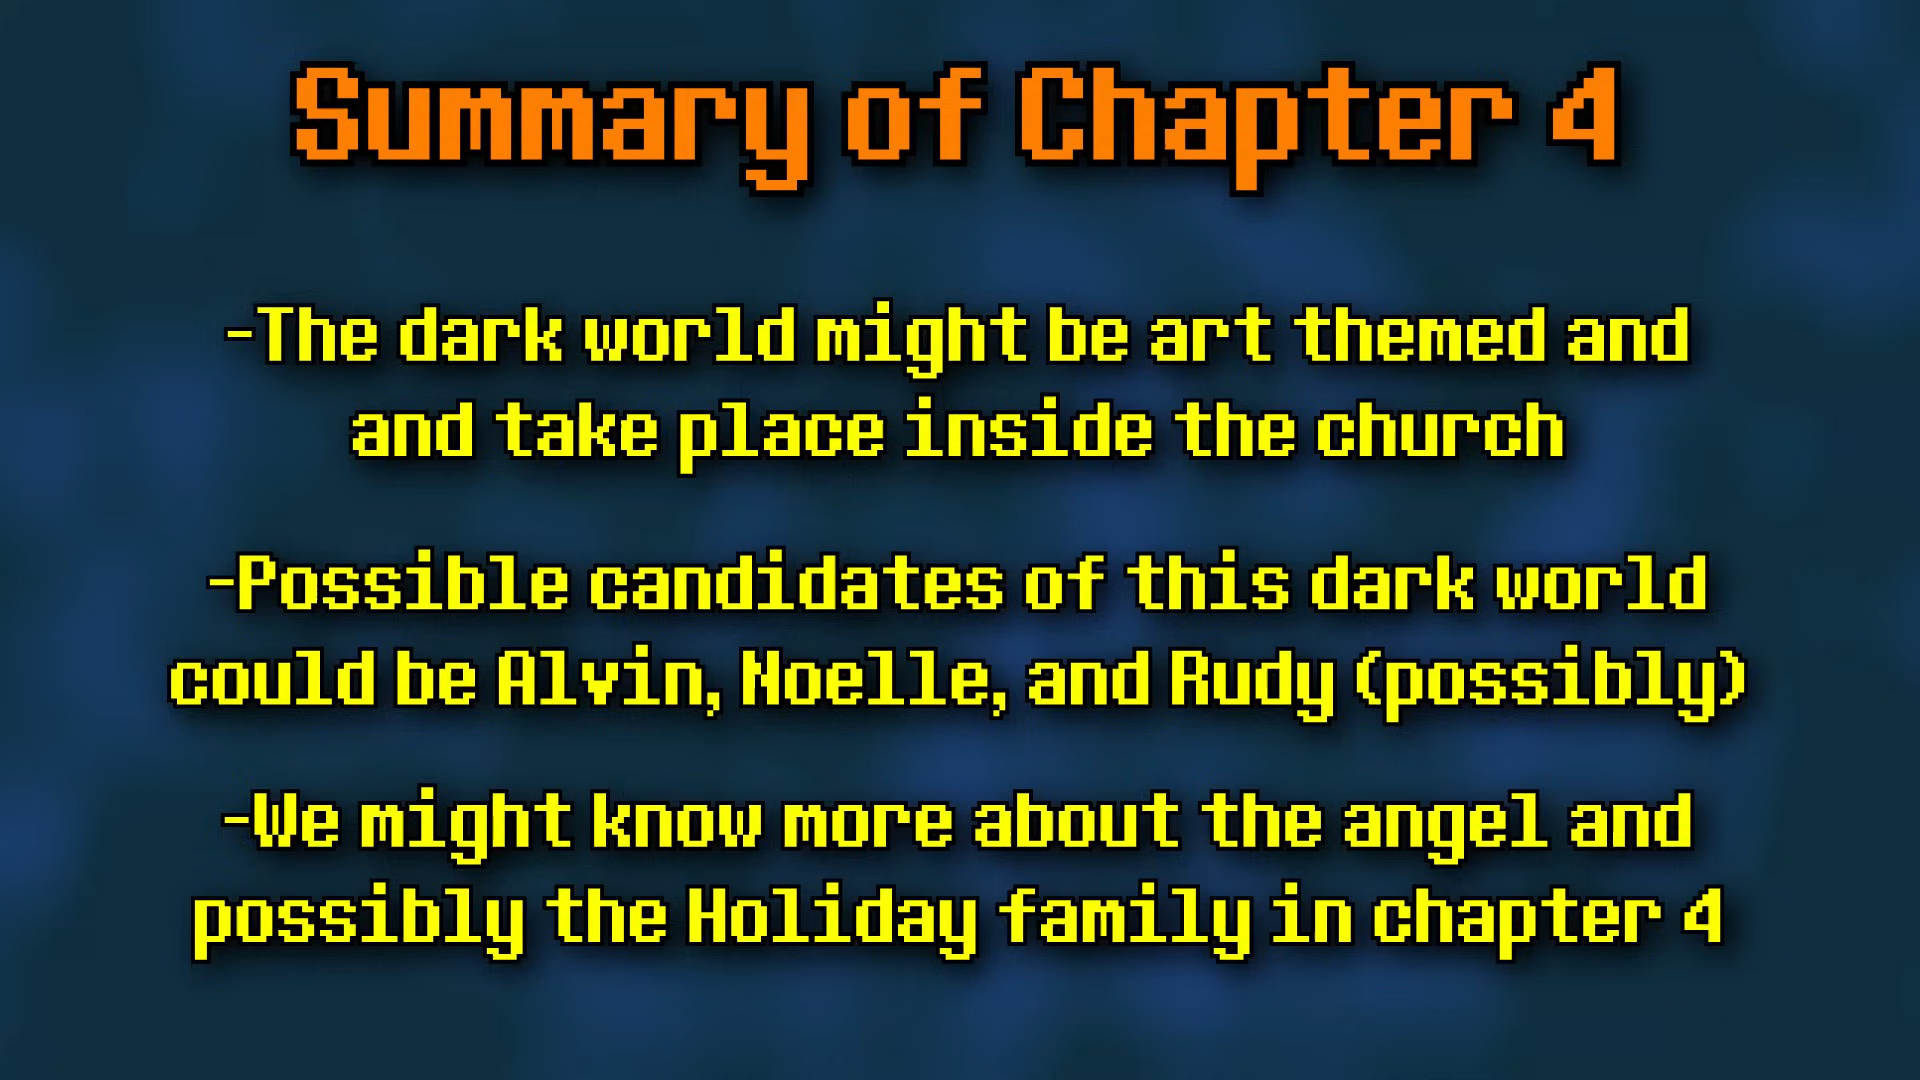 Summary of Chapter 4
-The dark world might be art themed and
and take place inside the church
-Possible candidates of this dark world
could be Alvin, Noelle, and Rudy (possibly)
-We might know more about the angel and
possibly the Holiday family in chapter 4